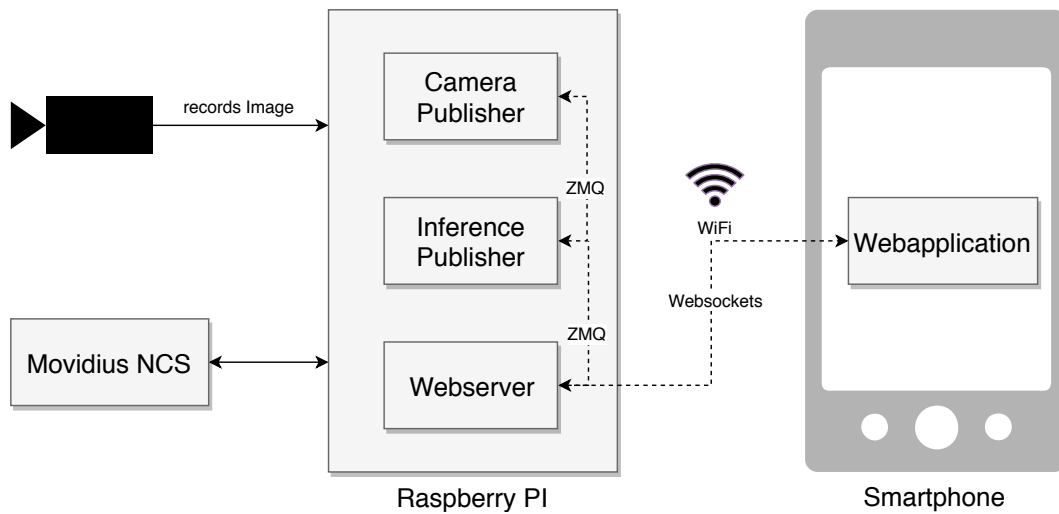 records Image
Camera
Publisher
ZMQ
Inference
Publisher
ZMQ
Webserver
Movidius NCS
Raspberry PI
WiFi
Websockets
Webapplication
Smartphone